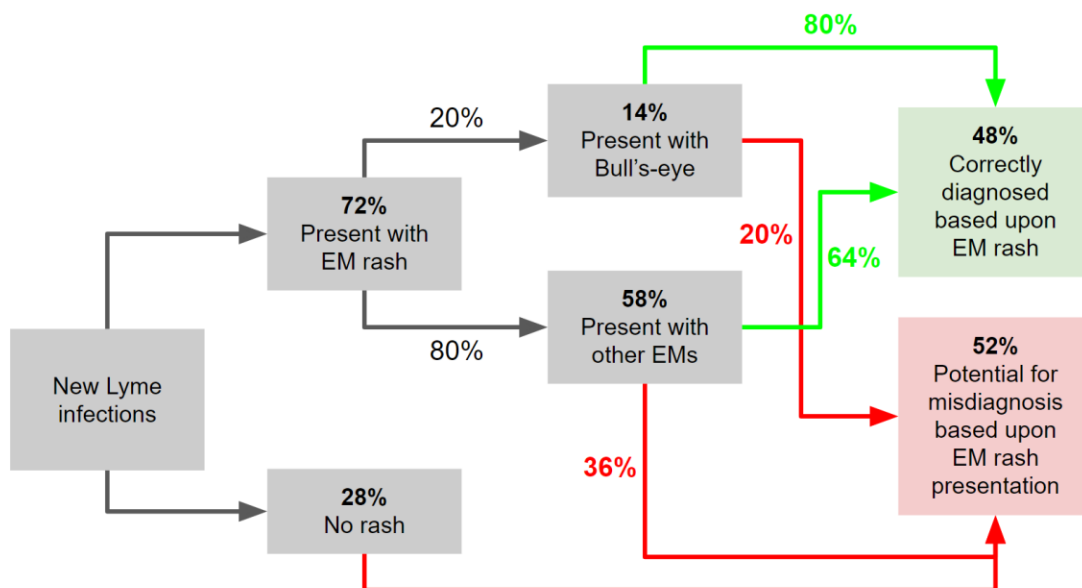 80%
20%
14%
Present with
Bull's-eye
48%
Correctly
diagnosed
based upon
EM rash
72%
Present with
EM rash
20%
64%
58%
Present with
other EMs
80%
New Lyme
infections
52%
Potential for
misdiagnosis
based upon
EM rash
presentation
36%
28%
No rash